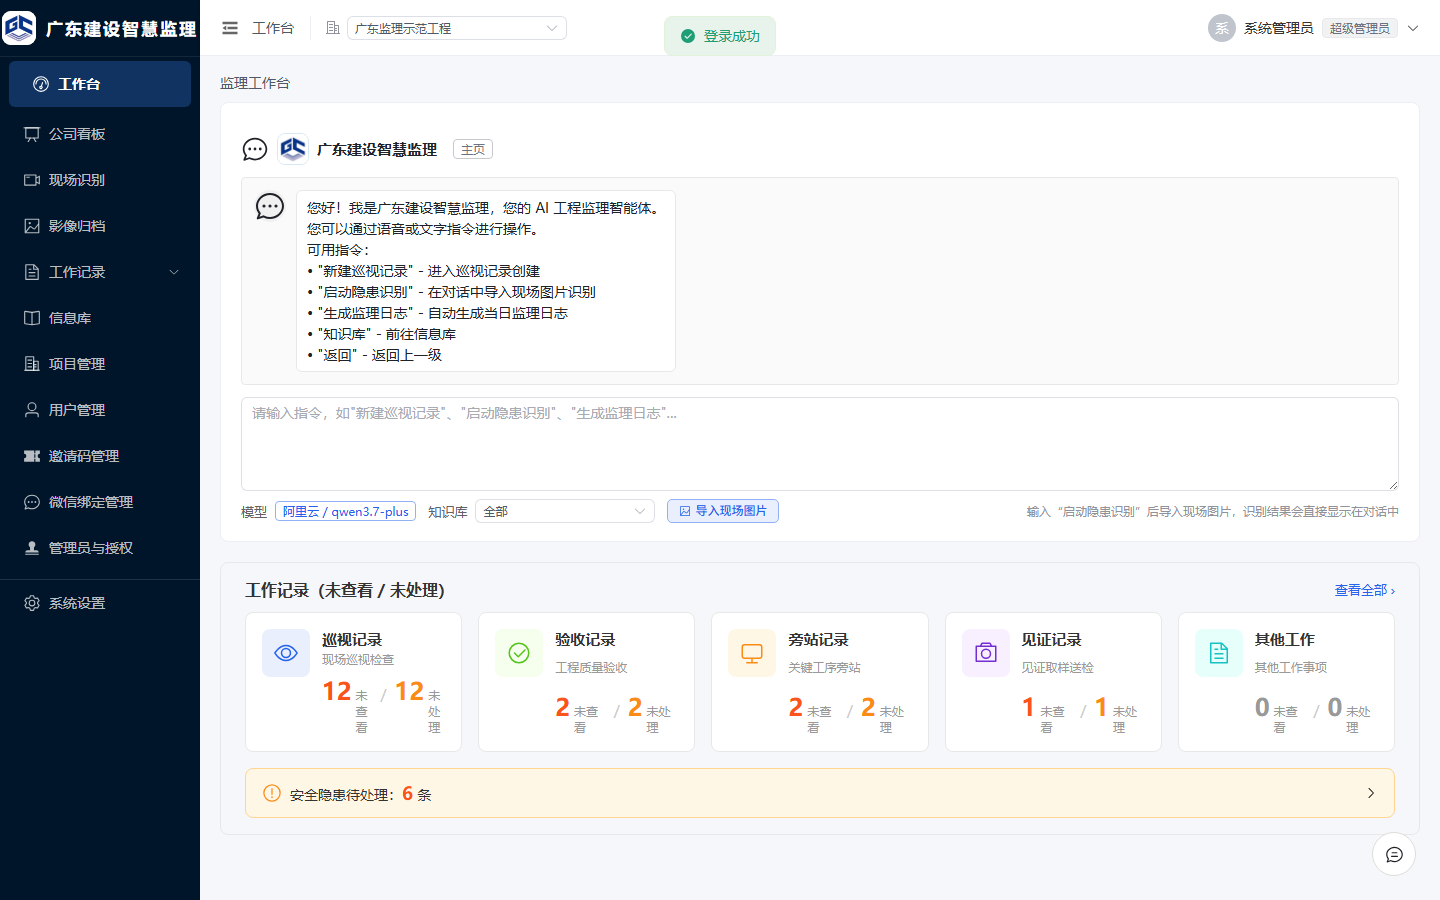 广东建设智慧监理
工作台
广东监理示范工程
登录成功
系
系统管理员
超级管理员
工作台
公司看板
现场识别
影像归档
工作记录
信息库
项目管理
用户管理
邀请码管理
微信绑定管理
管理员与授权
系统设置
监理工作台
广东建设智慧监理
主页
您好！我是广东建设智慧监理，您的 AI 工程监理智能体。
您可以通过语音或文字指令进行操作。
可用指令：
• "新建巡视记录" - 进入巡视记录创建
• "启动隐患识别" - 在对话中导入现场图片识别
• "生成监理日志" - 自动生成当日监理日志
• "知识库" - 前往信息库
• "返回" - 返回上一级
请输入指令，如"新建巡视记录"、"启动隐患识别"、"生成监理日志"...
模型
阿里云 / qwen3.7-plus
知识库
全部
导入现场图片
输入“启动隐患识别”后导入现场图片，识别结果会直接显示在对话中
工作记录（未查看 / 未处理）
查看全部 ›
巡视记录
现场巡视检查
12 未查看 / 12 未处理
验收记录
工程质量验收
2 未查看 / 2 未处理
旁站记录
关键工序旁站
2 未查看 / 2 未处理
见证记录
见证取样送检
1 未查看 / 1 未处理
其他工作
其他工作事项
0 未查看 / 0 未处理
安全隐患待处理：6 条